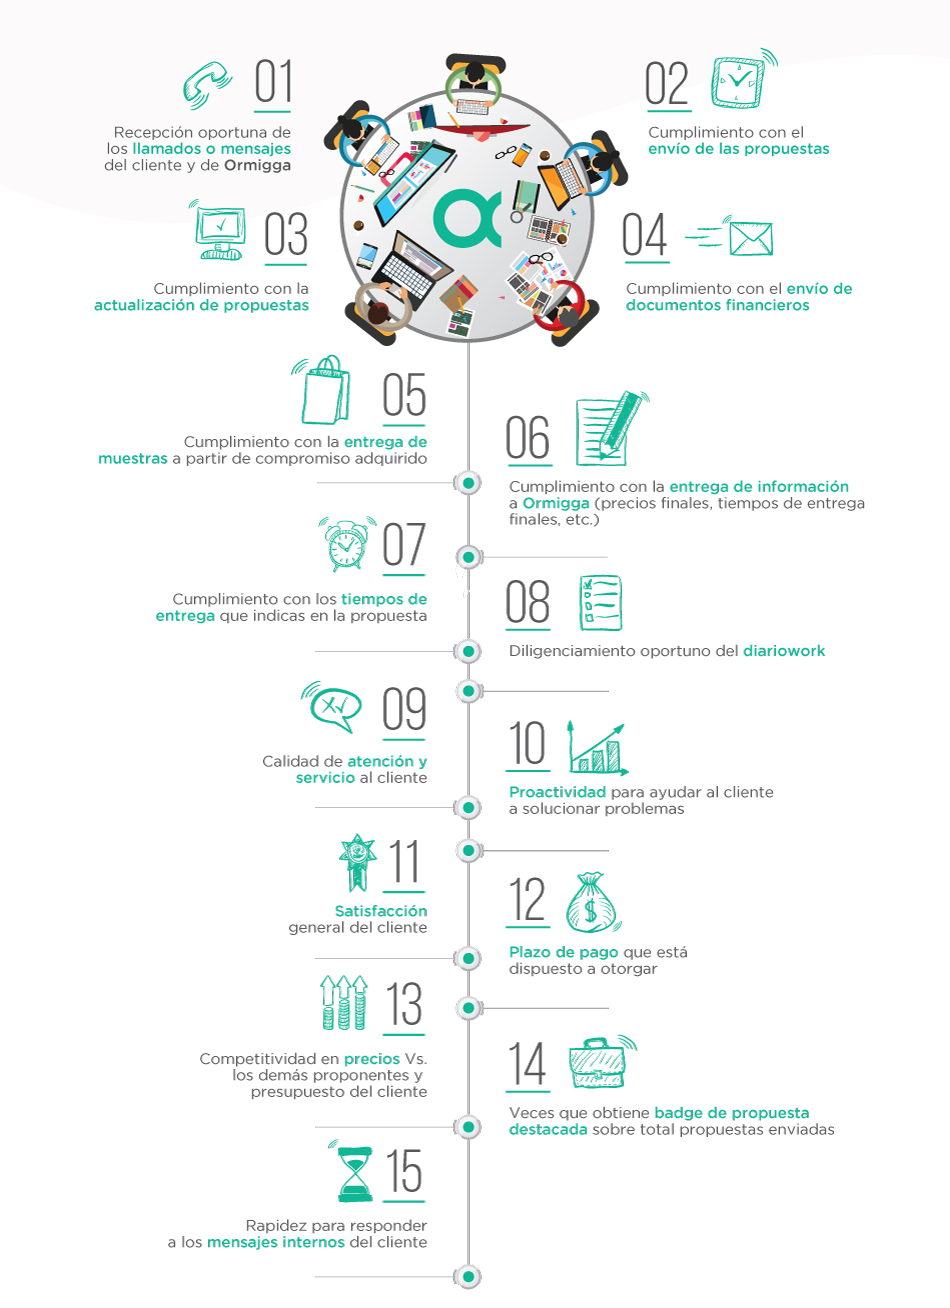 01
Recepción oportuna de
los llamados o mensajes
del cliente y de Ormigga
02
Cumplimiento con el
envío de las propuestas
03
Cumplimiento con la
actualización de propuestas
04
Cumplimiento con el envío de
documentos financieros
05
Cumplimiento con la entrega de
muestras a partir de compromiso adquirido
06
Cumplimiento con la entrega de información
a Ormigga (precios finales, tiempos de entrega
finales, etc.)
07
Cumplimiento con los tiempos de
entrega que indicas en la propuesta
08
Diligenciamiento oportuno del diariowork
09
Calidad de atención y
servicio al cliente
10
Proactividad para ayudar al cliente
a solucionar problemas
11
Satisfacción
general del cliente
12
$
Plazo de pago que está
dispuesto a otorgar
13
Competitividad en precios Vs.
los demás proponentes y
presupuesto del cliente
14
Veces que obtiene badge de propuesta
destacada sobre total propuestas enviadas
15
Rapidez para responder
a los mensajes internos del cliente